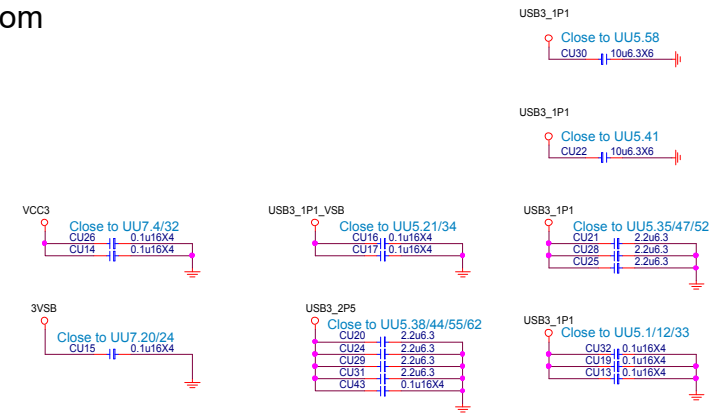 om
USB3_1P1
Close to UU5.58
CU30 10u6.3X6
USB3_1P1
Close to UU5.41
CU22 10u6.3X6
VCC3
Close to UU7.4/32
CU26 0.1u16X4
CU14 0.1u16X4
USB3_1P1_VSB
Close to UU5.21/34
CU16 0.1u16X4
CU17 0.1u16X4
USB3_1P1
Close to UU5.35/47/52
CU21 2.2u6.3
CU28 2.2u6.3
CU25 2.2u6.3
3VSB
Close to UU7.20/24
CU15 0.1u16X4
USB3_2P5
Close to UU5.38/44/55/62
CU20 2.2u6.3
CU24 2.2u6.3
CU29 2.2u6.3
CU31 2.2u6.3
CU43 0.1u16X4
USB3_1P1
Close to UU5.1/12/33
CU32 0.1u16X4
CU19 0.1u16X4
CU13 0.1u16X4